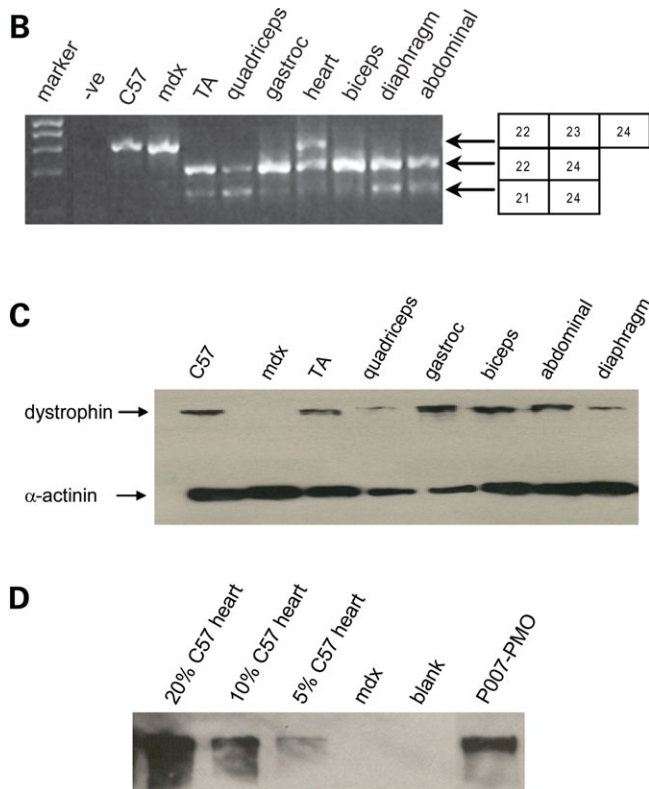 B
marker
-ve
C57
mdx
TA
quadriceps
gastroc
heart
biceps
diaphragm
abdominal
22 23 24
22 24
21 24
C
C57
mdx
TA
quadriceps
gastroc
biceps
abdominal
diaphragm
dystrophin
α-actinin
D
20% C57 heart
10% C57 heart
5% C57 heart
mdx
blank
P007-PMO